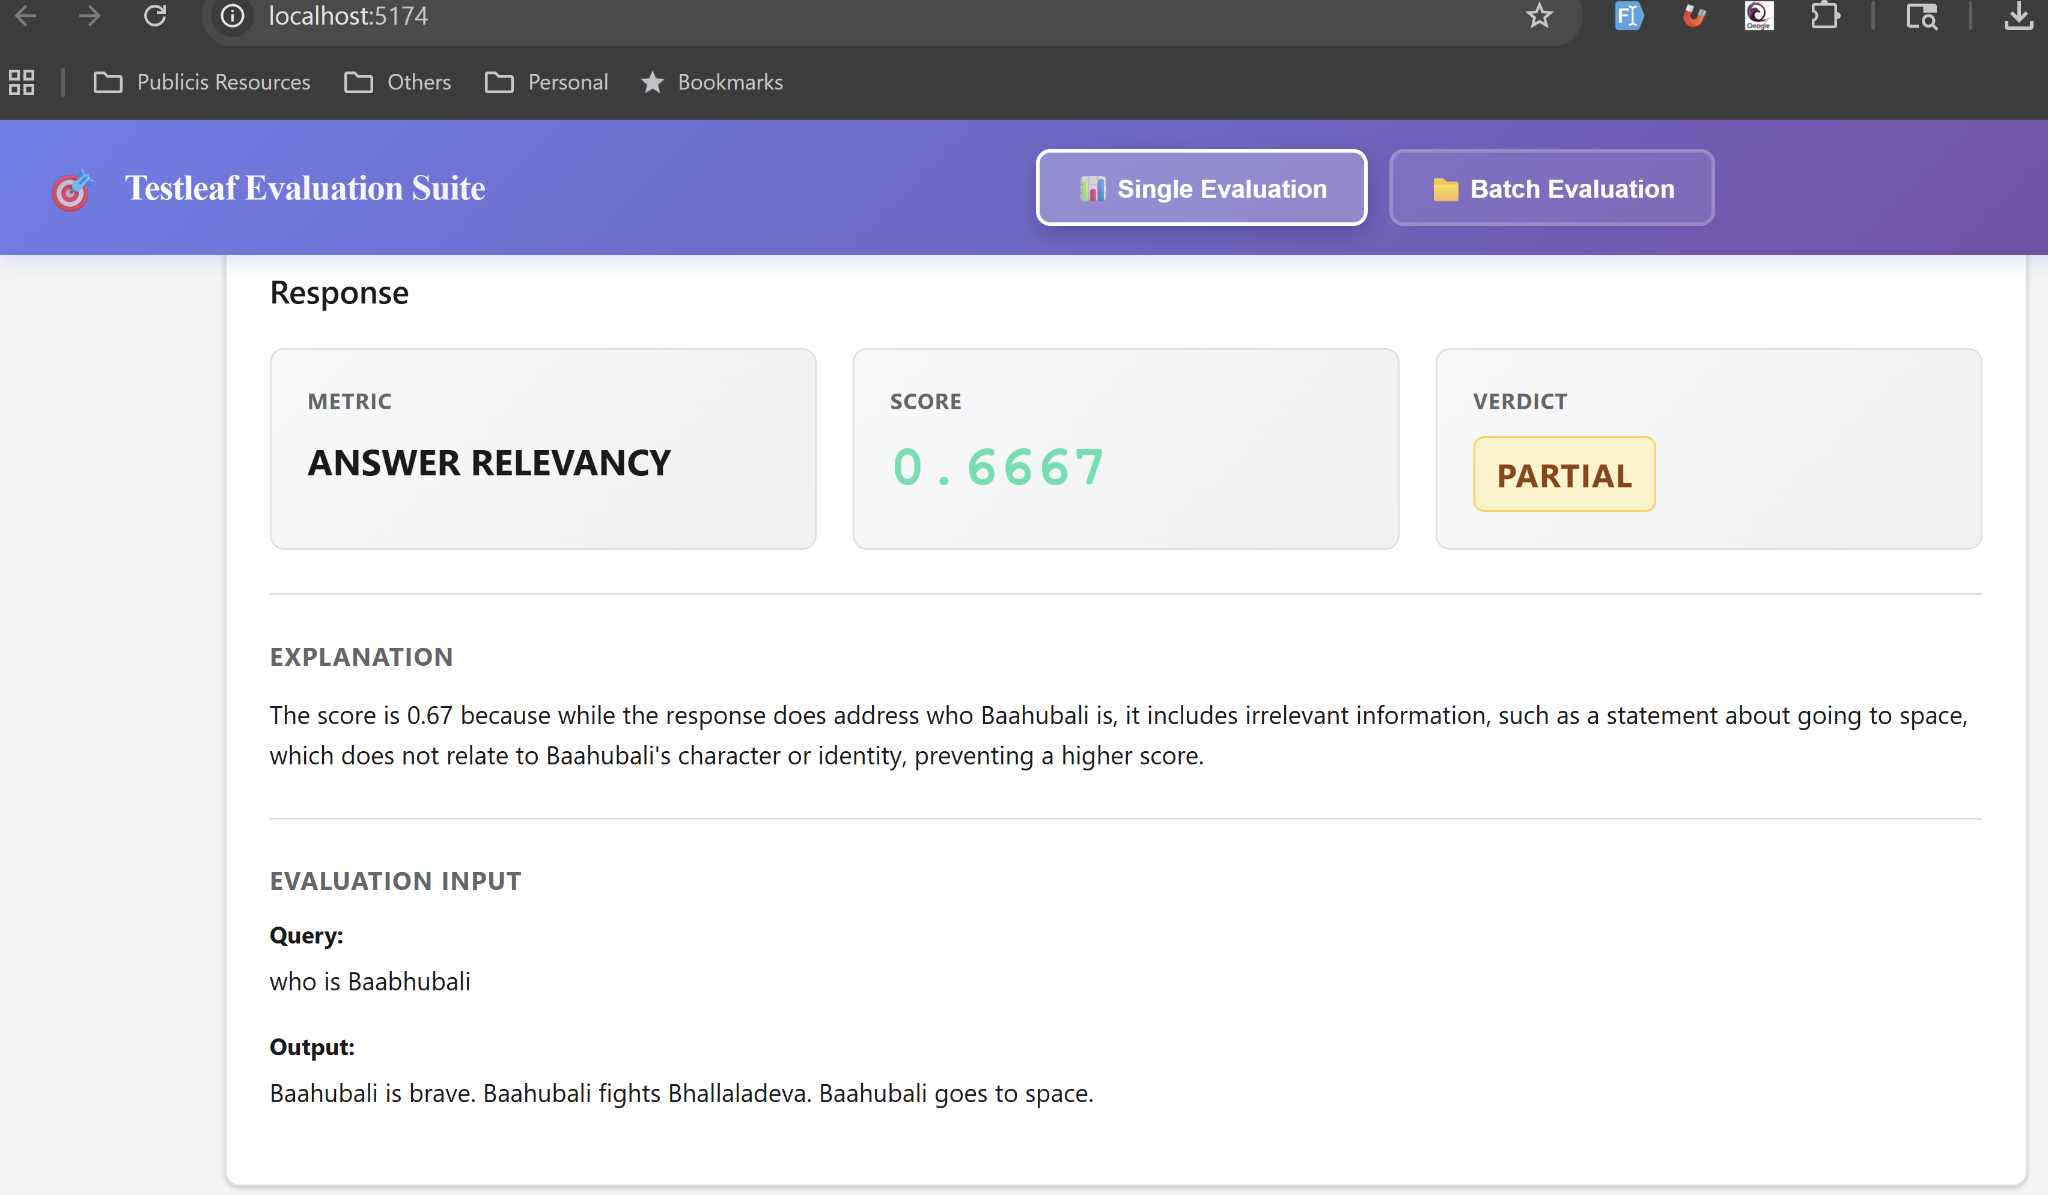 localhost:5174
Publicis Resources
Others
Personal
Bookmarks
Testleaf Evaluation Suite
Single Evaluation
Batch Evaluation
Response
METRIC
ANSWER RELEVANCY
SCORE
0.6667
VERDICT
PARTIAL
EXPLANATION
The score is 0.67 because while the response does address who Baahubali is, it includes irrelevant information, such as a statement about going to space,
which does not relate to Baahubali's character or identity, preventing a higher score.
EVALUATION INPUT
Query:
who is Baabhubali
Output:
Baahubali is brave. Baahubali fights Bhallaladeva. Baahubali goes to space.